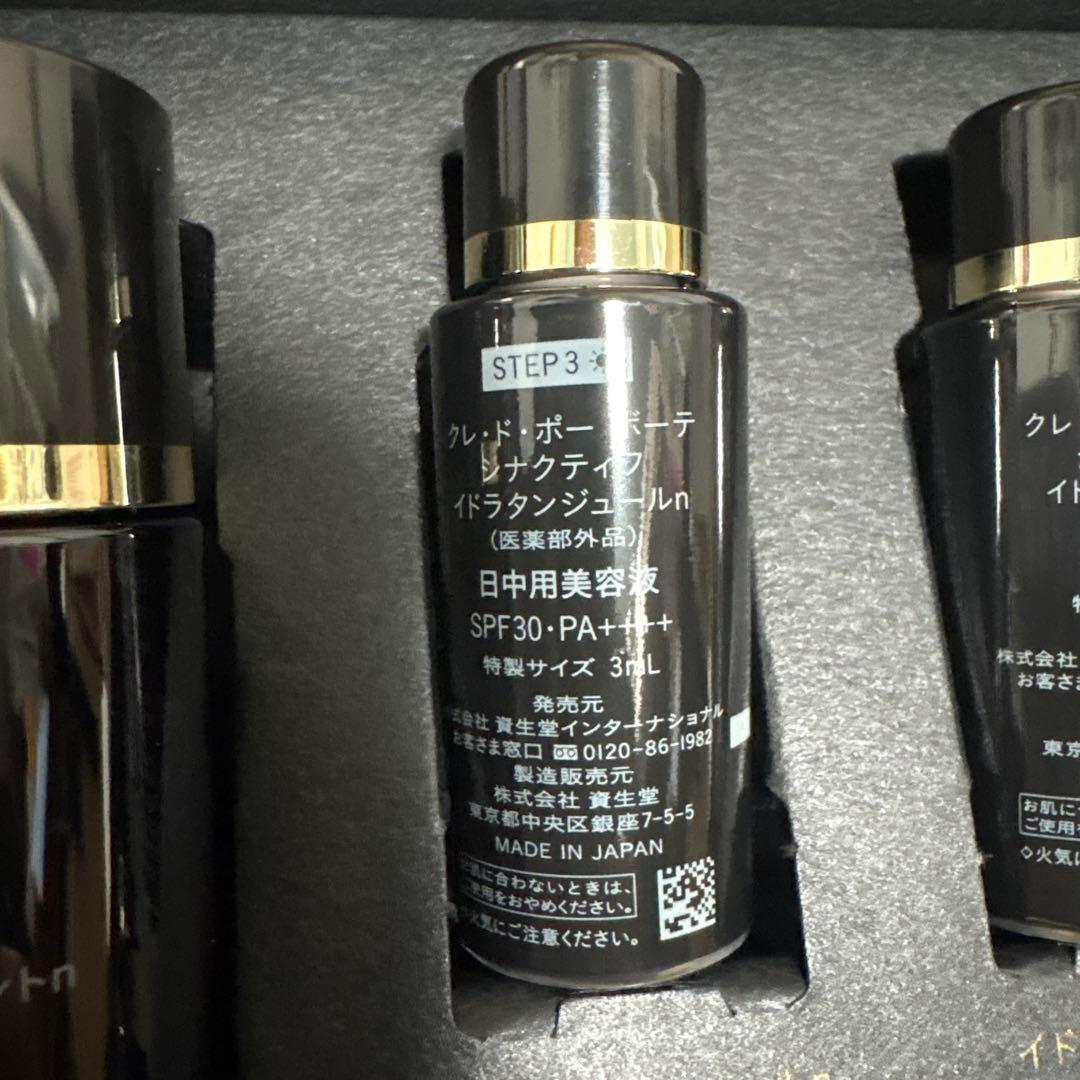 STEP 3
クレ・ド・ポー ボーテ
シナクティフ
イドラタンジュールn
(医薬部外品)
日中用美容液
SPF30・PA++++
特製サイズ 3mL
発売元
式会社 資生堂インターナショナル
お客さま窓口 0120-86-1982
製造販売元
株式会社 資生堂
東京都中央区銀座7-5-5
MADE IN JAPAN
肌に合わないときは、
ご使用をおやめください。
火気にご注意ください。
ントn
クレ
イド
特
株式会社
お客さま
東京
お肌に
ご使用を
◇火気に
イド